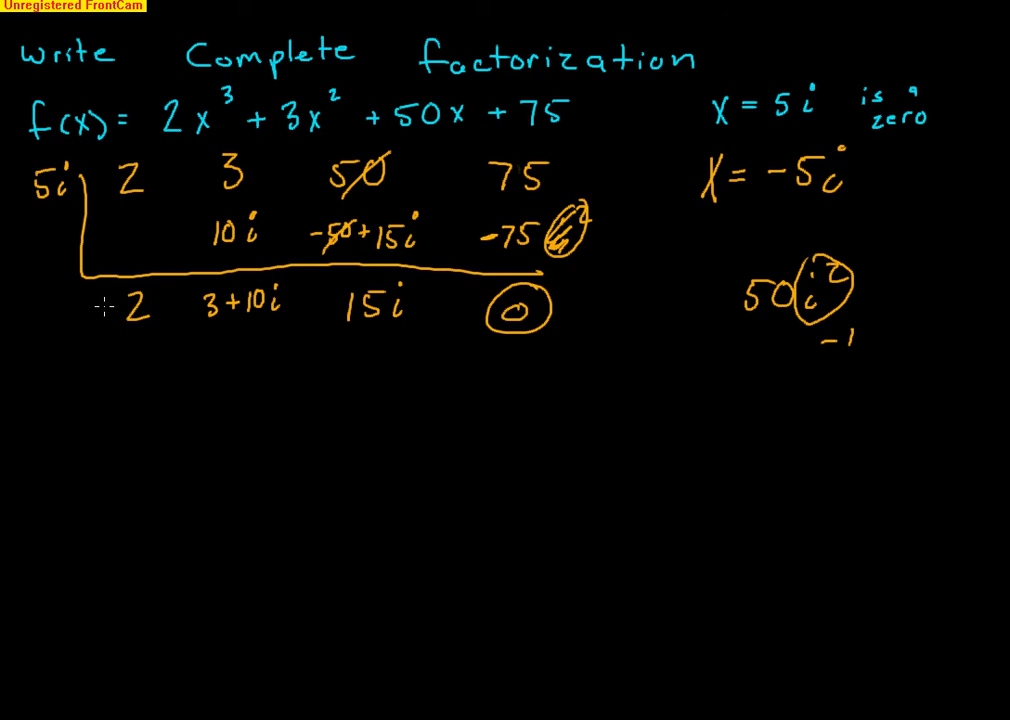 Unregistered FrontCam
Write Complete factorization
f(x) = 2x³ + 3x² + 50x + 75 x = 5i is a zero
5i 2 3 50 75 x = -5i
10i -50+15i -75 2
50i²
2 3+10i 15i 0
-1